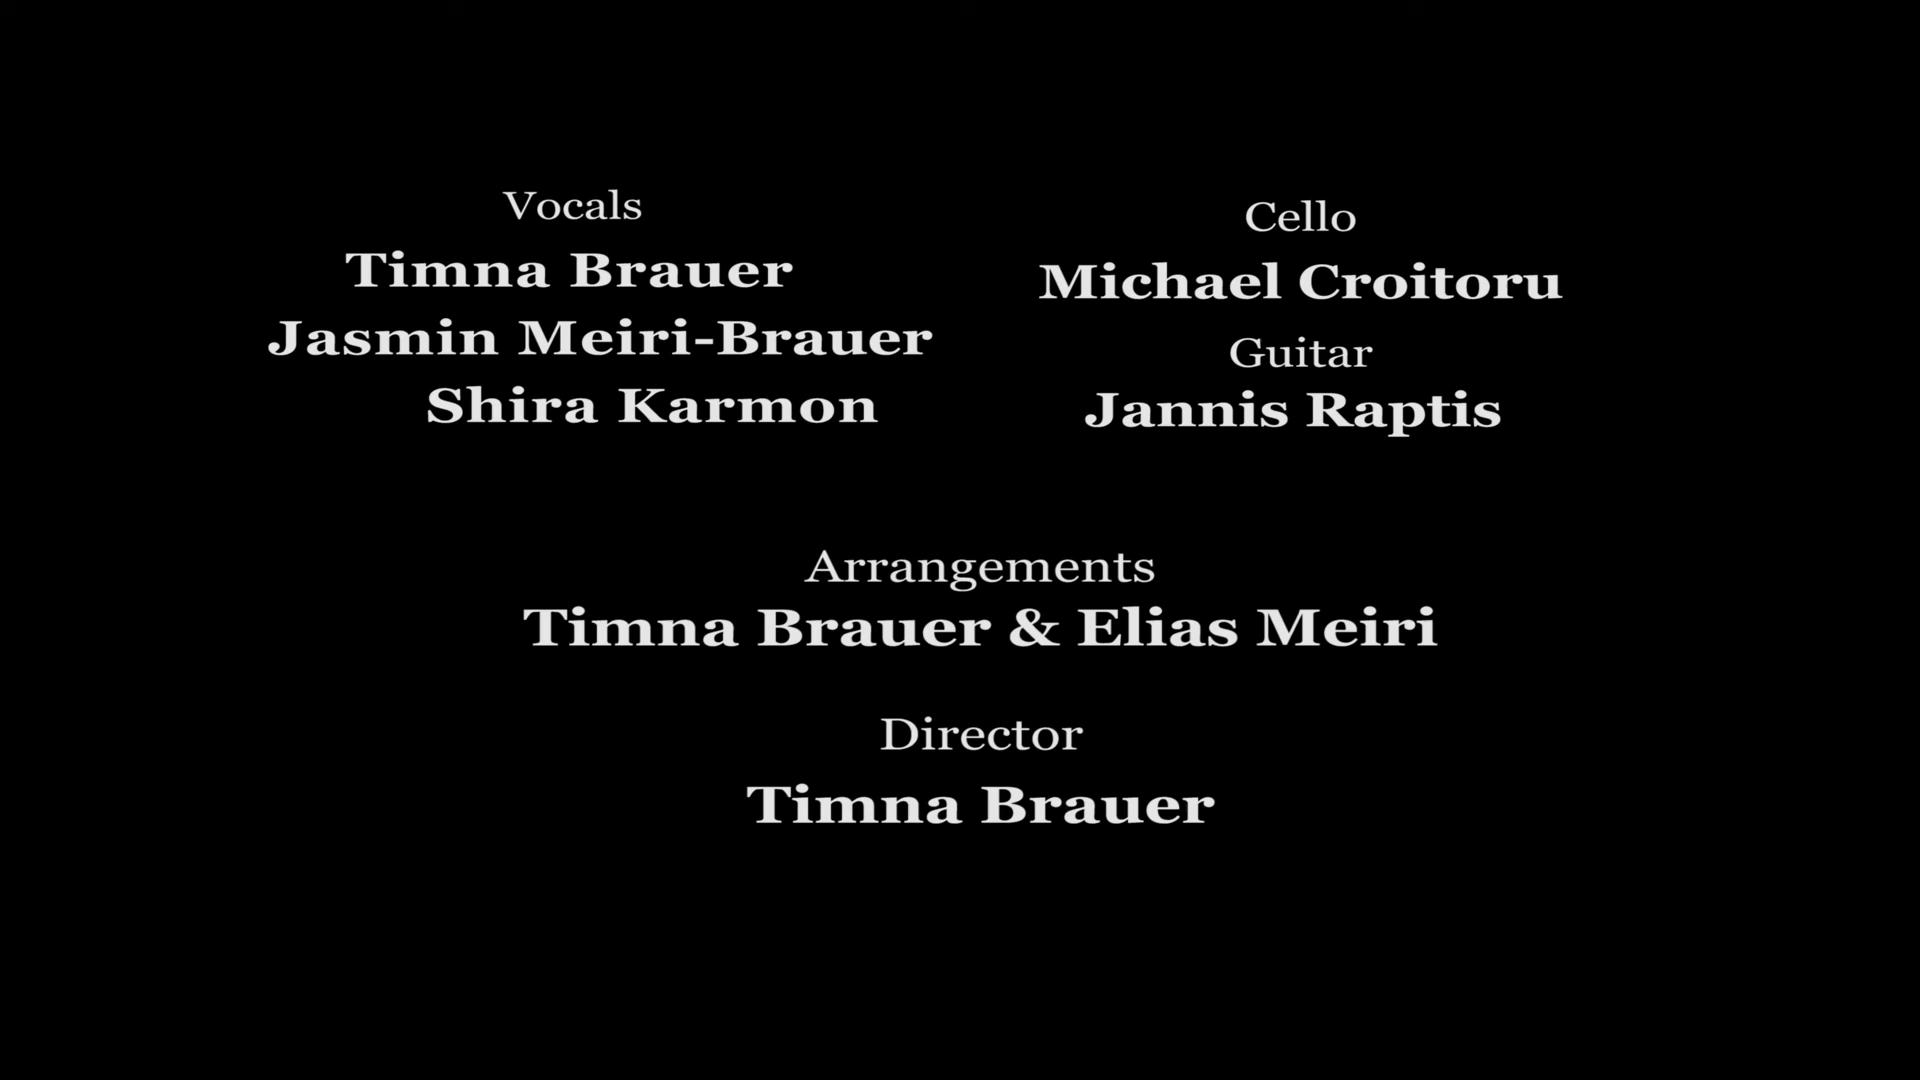 Vocals
Timna Brauer
Jasmin Meiri-Brauer
Shira Karmon
Cello
Michael Croitoru
Guitar
Jannis Raptis
Arrangements
Timna Brauer & Elias Meiri
Director
Timna Brauer